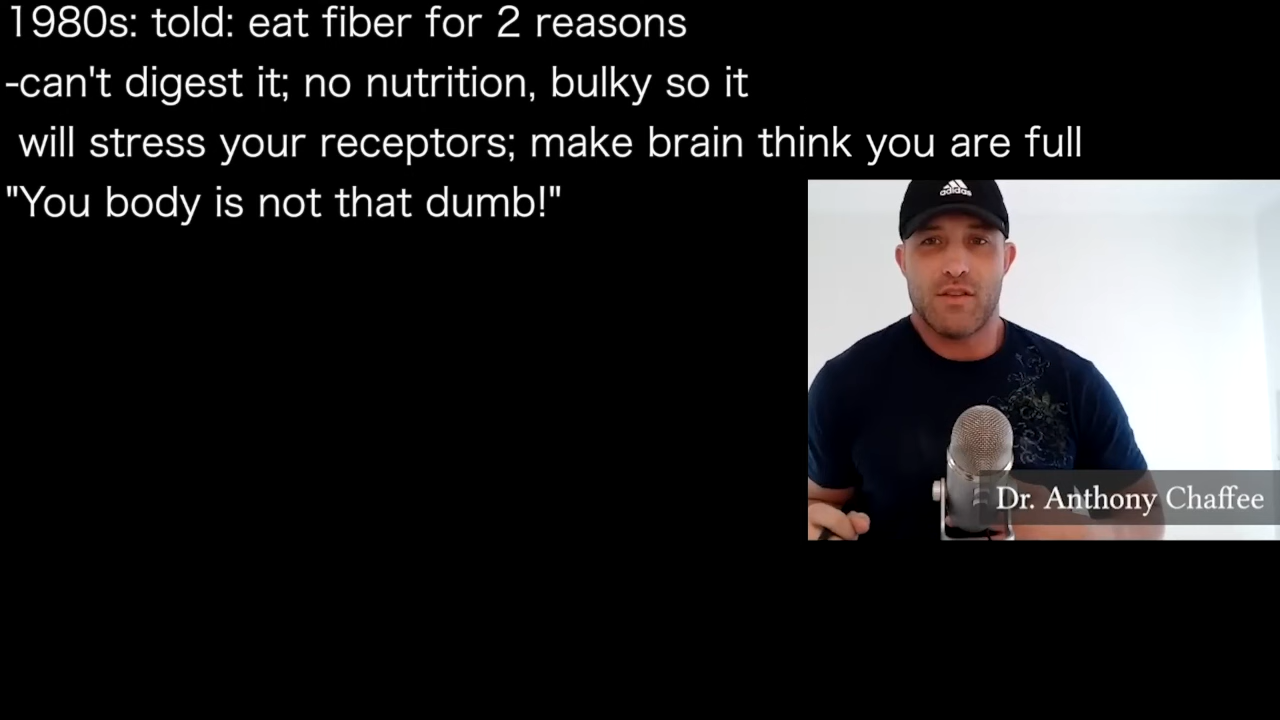 1980s: told: eat fiber for 2 reasons
-can't digest it; no nutrition, bulky so it
will stress your receptors; make brain think you are full
"You body is not that dumb!"
adidas
Dr. Anthony Chaffee